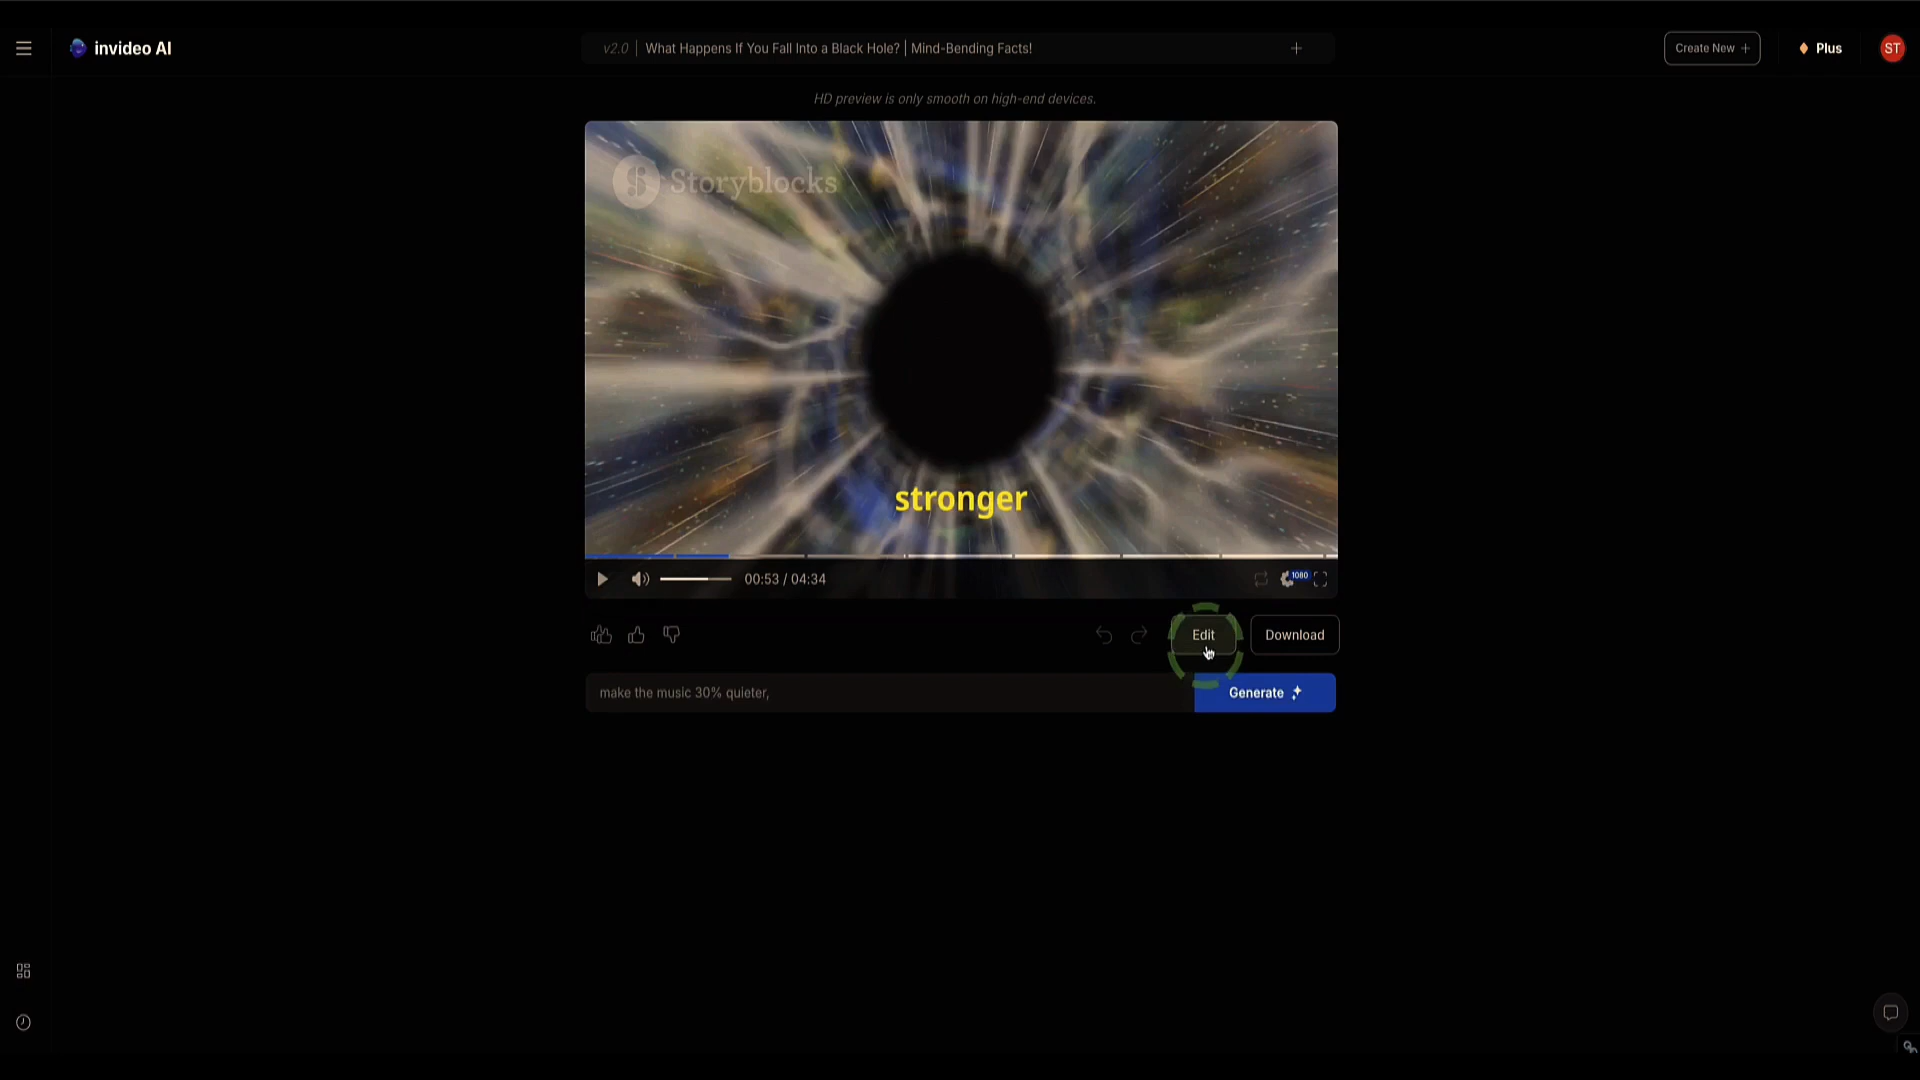 invideo AI
v2.0 | What Happens If You Fall Into a Black Hole? | Mind-Bending Facts!
Create New +
Plus
ST
HD preview is only smooth on high-end devices.
Storyblocks
stronger
00:53 / 04:34
1080
Edit
Download
make the music 30% quieter,
Generate